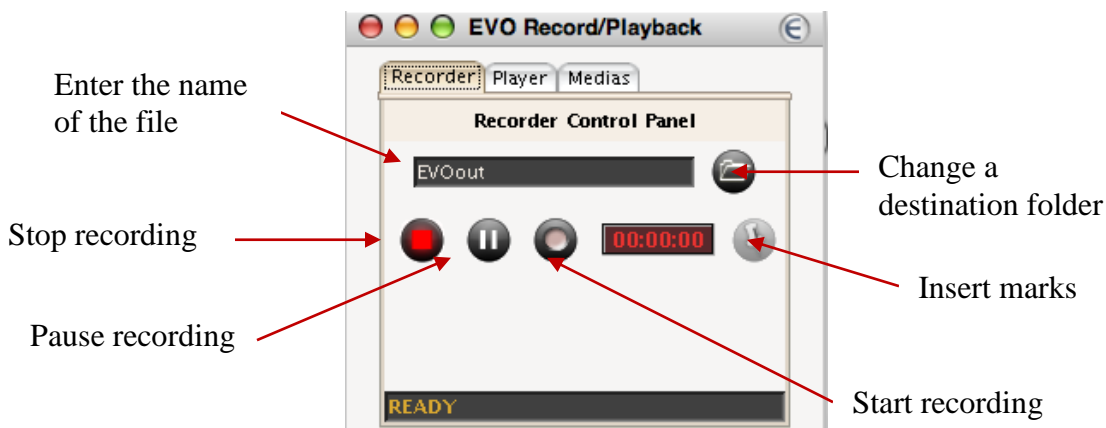 EVO Record/Playback
Recorder Player Medias
Enter the name
of the file
Recorder Control Panel
EVOout
Change a
destination folder
Stop recording
00:00:00
Insert marks
Pause recording
READY
Start recording